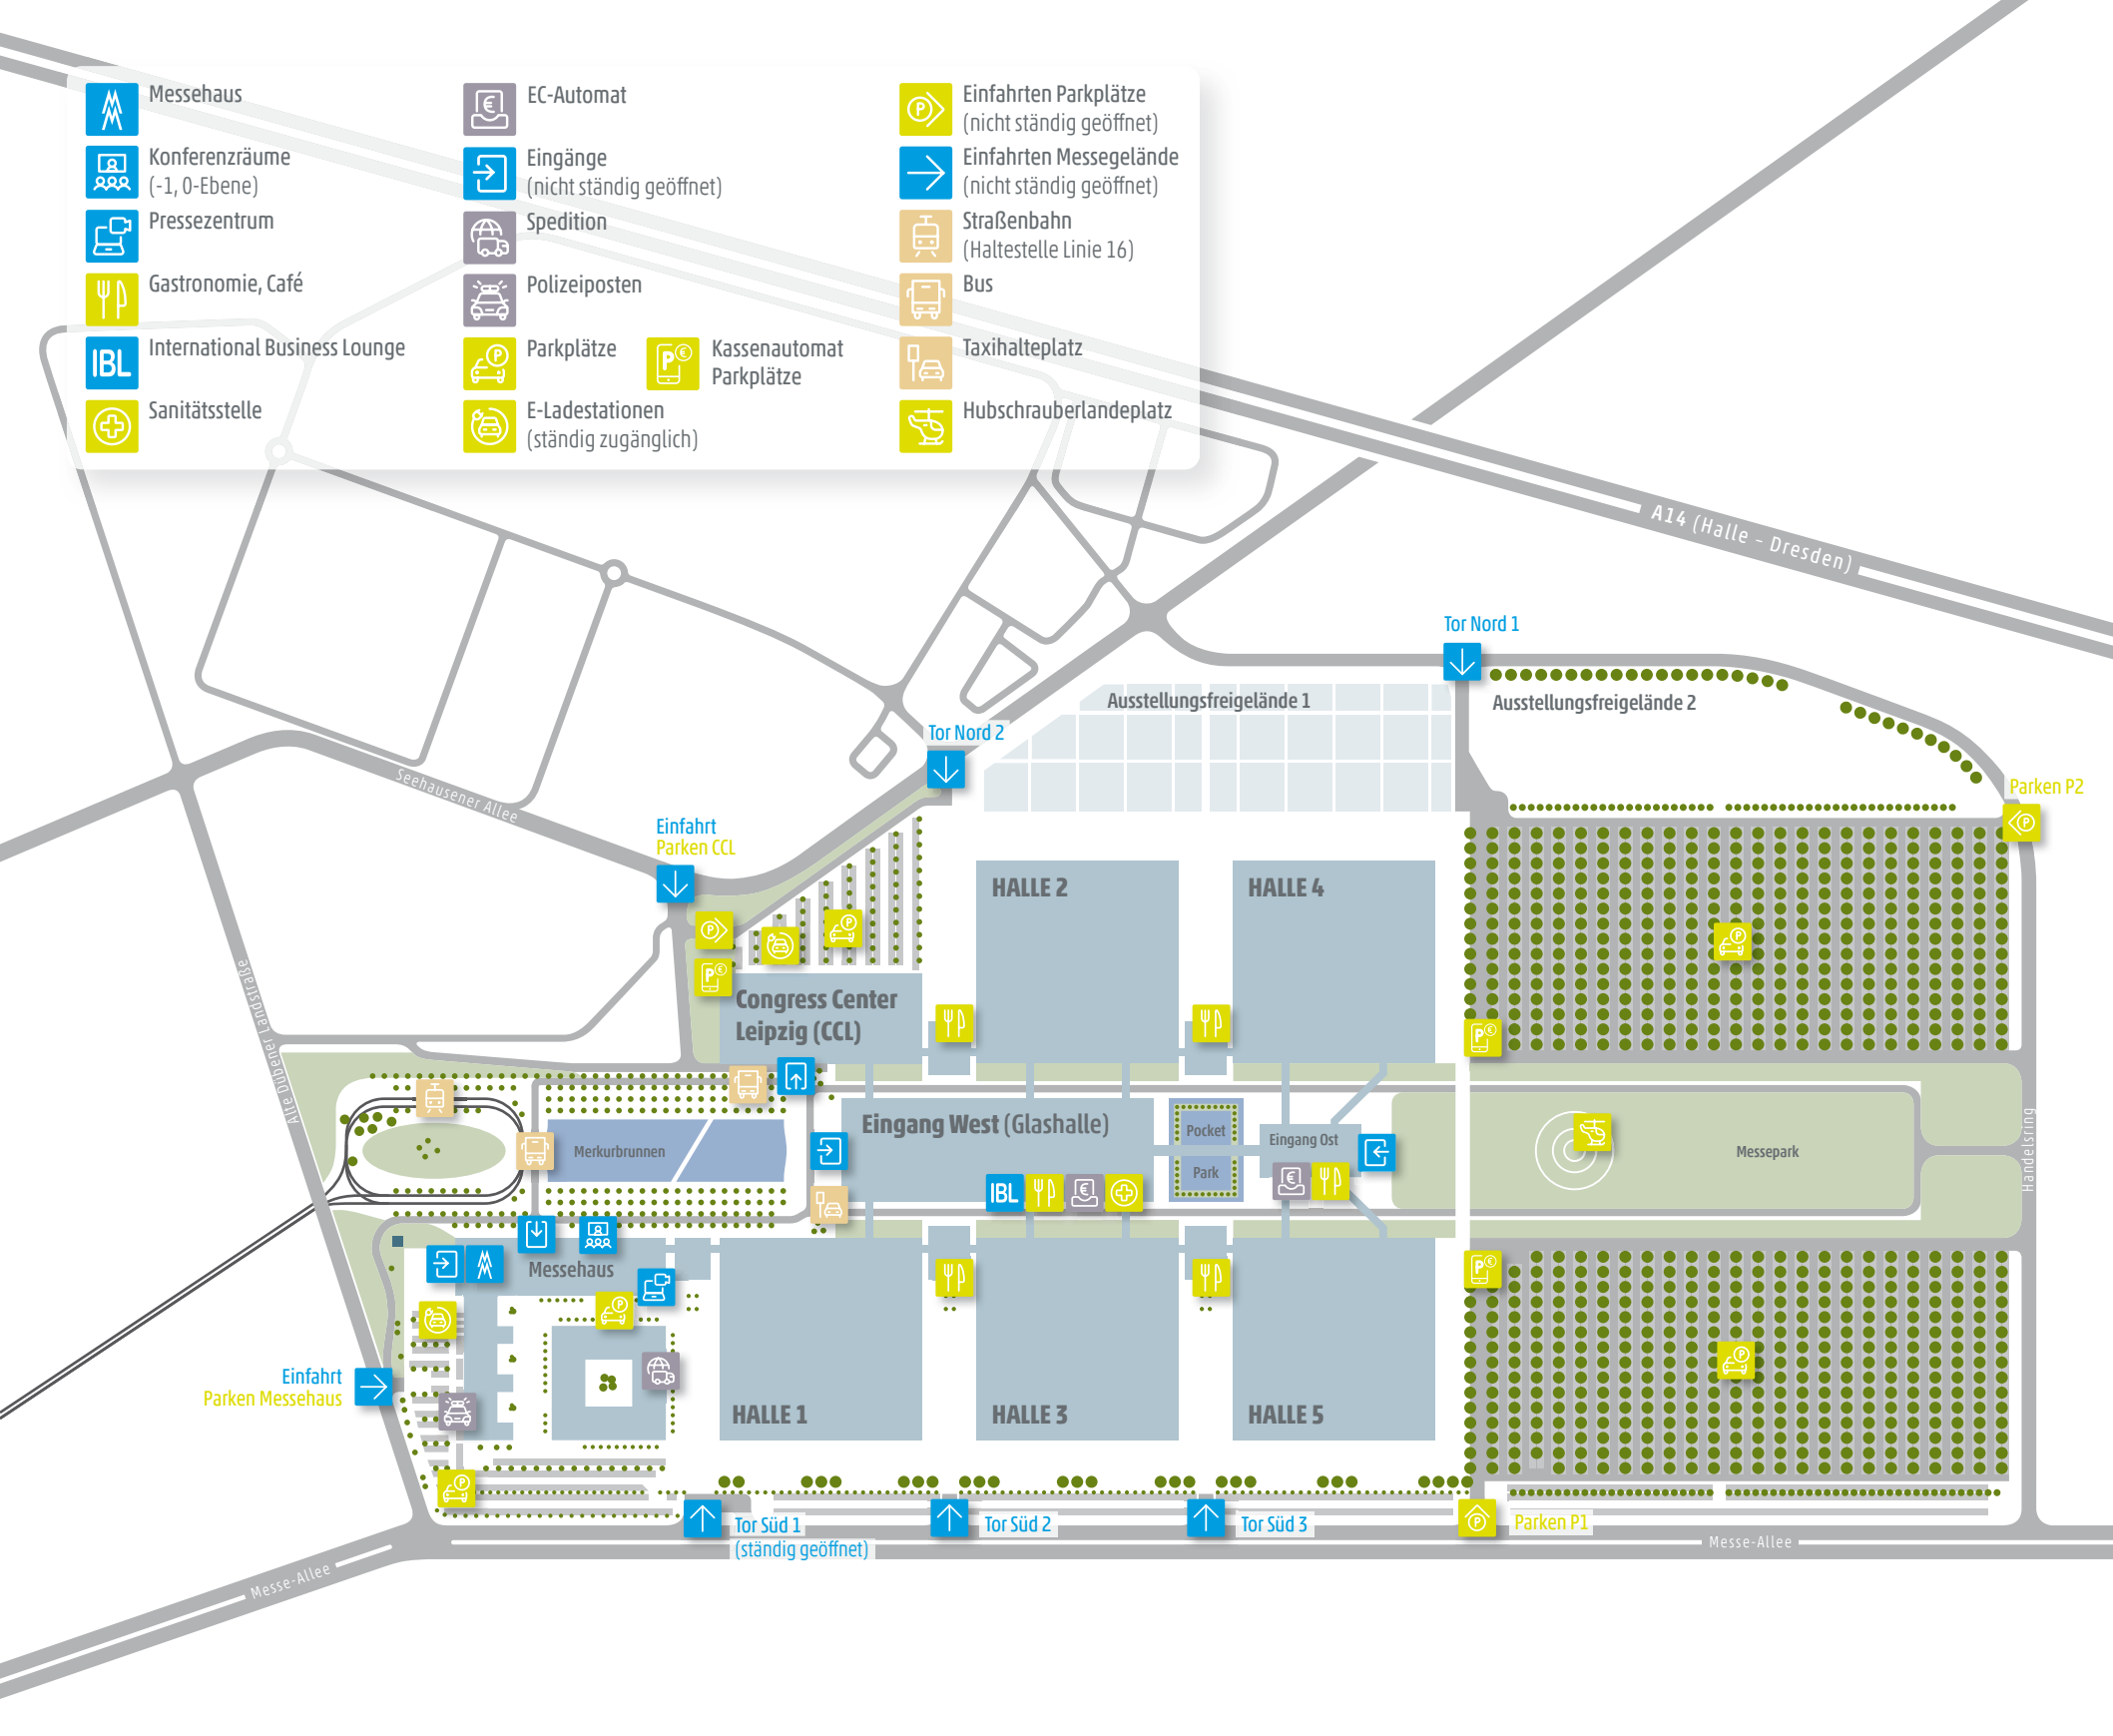 Messehaus
Konferenzräume
(-1, 0-Ebene)
Pressezentrum
Gastronomie, Café
IBL
International Business Lounge
Sanitätsstelle
€
EC-Automat
Eingänge
(nicht ständig geöffnet)
Spedition
Polizeiposten
P
Parkplätze
P€
Kassenautomat
Parkplätze
E-Ladestationen
(ständig zugänglich)
P
Einfahrten Parkplätze
(nicht ständig geöffnet)
Einfahrten Messegelände
(nicht ständig geöffnet)
Straßenbahn
(Haltestelle Linie 16)
Bus
Taxihalteplatz
Hubschrauberlandeplatz
A14 (Halle – Dresden)
Tor Nord 1
Ausstellungsfreigelände 1
Ausstellungsfreigelände 2
Tor Nord 2
Seehausener Allee
Parken P2
P
Einfahrt
Parken CCL
HALLE 2
HALLE 4
P
P
P
P€
Congress Center
Leipzig (CCL)
P€
Alte Dübener Landstraße
Eingang West (Glashalle)
Pocket
Park
Eingang Ost
Merkurbrunnen
Messepark
Handelsring
IBL
€
€
Messehaus
P
P€
P
Einfahrt
Parken Messehaus
HALLE 1
HALLE 3
HALLE 5
P
Tor Süd 1
(ständig geöffnet)
Tor Süd 2
Tor Süd 3
P
Parken P1
Messe-Allee
Messe-Allee